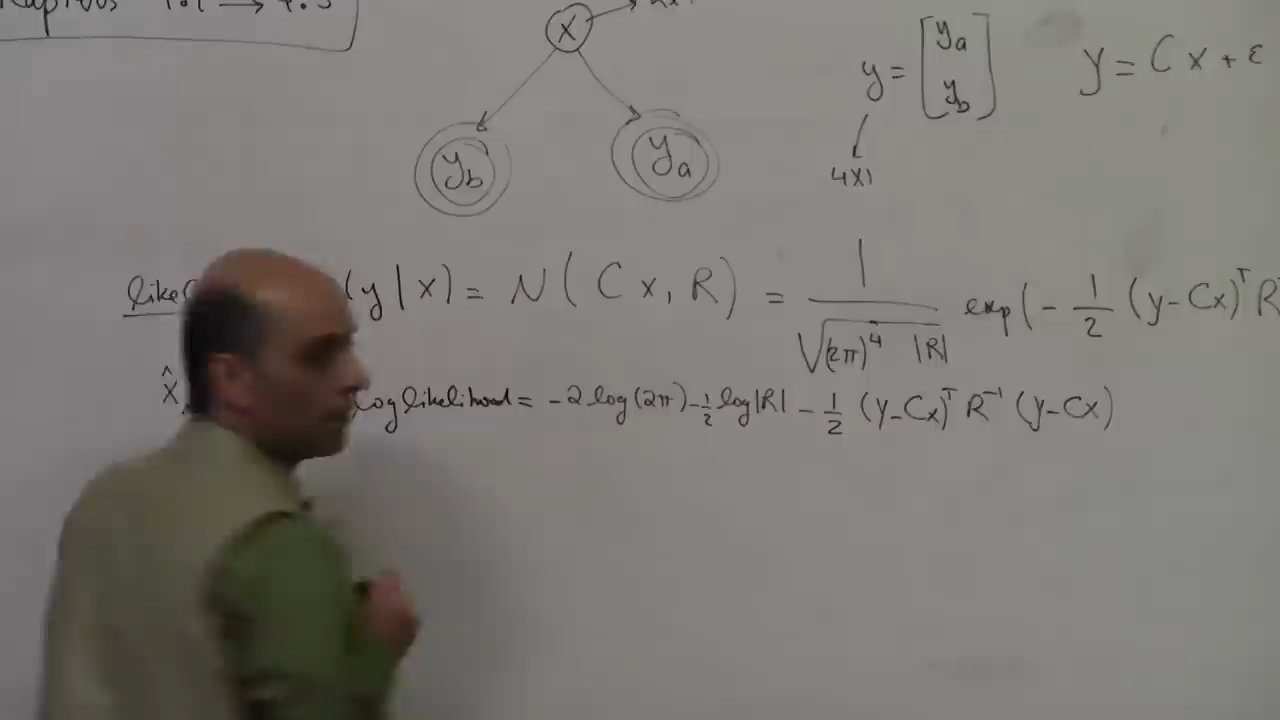 x
y_b
y_a
y = [y_a y_b]
4x1
y = Cx + ε
(y|x) = N(Cx, R) = 1/√((2π)^4 |R|) exp(-1/2 (y-Cx)^T R
x̂ log likelihood = -2 log(2π) - 1/2 log|R| - 1/2 (y-Cx)^T R^-1 (y-Cx)